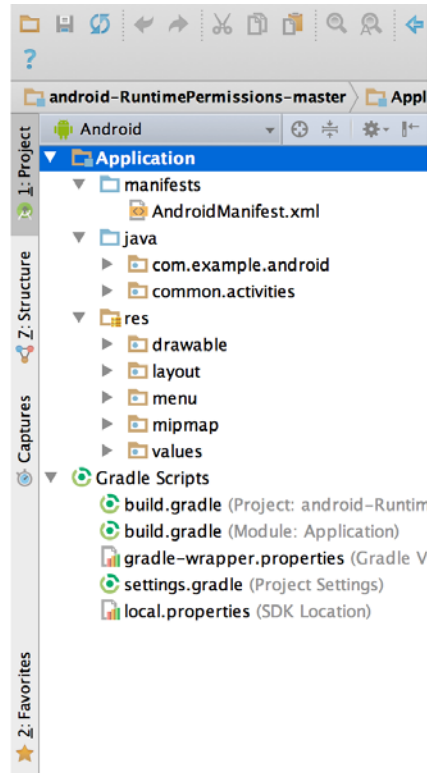 ?
android-RuntimePermissions-master Appl
Android
Application
manifests
AndroidManifest.xml
java
com.example.android
common.activities
res
drawable
layout
menu
mipmap
values
Gradle Scripts
build.gradle (Project: android-Runtim
build.gradle (Module: Application)
gradle-wrapper.properties (Gradle V
settings.gradle (Project Settings)
local.properties (SDK Location)
1: Project
7: Structure
Captures
2: Favorites